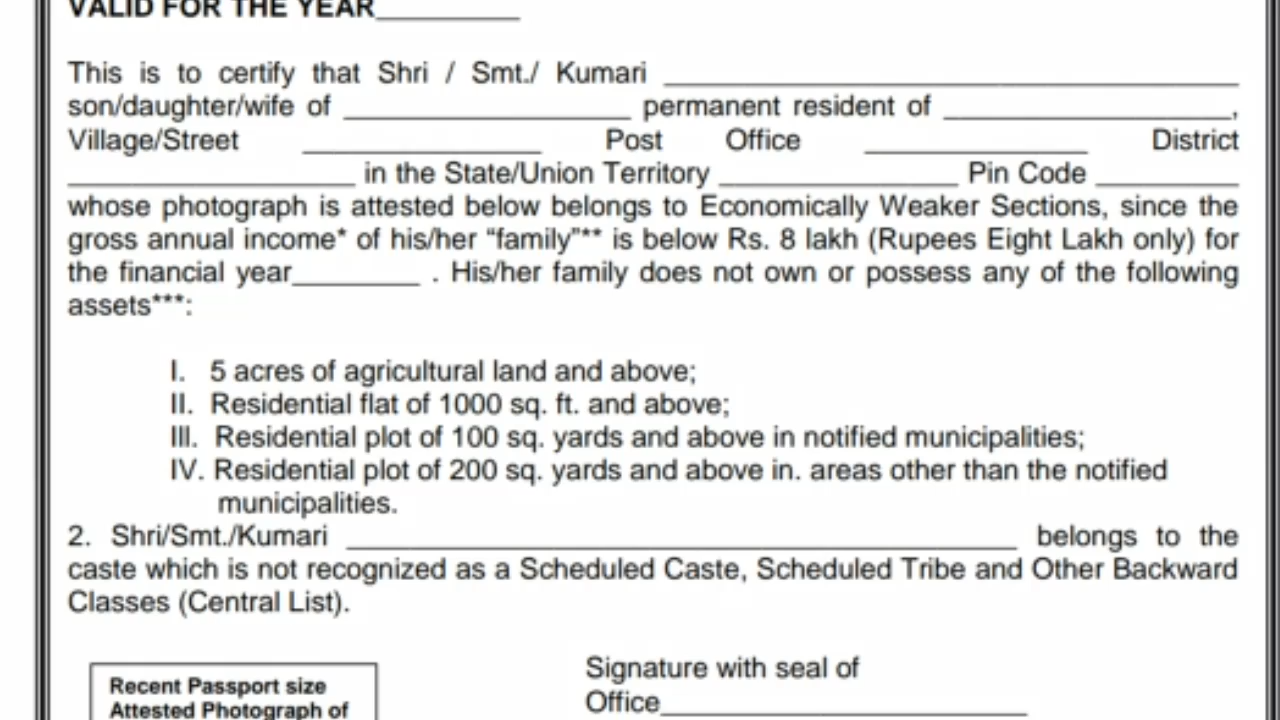 VALID FOR THE YEAR__________
This is to certify that Shri / Smt./ Kumari ________________________________________
son/daughter/wife of ____________________ permanent resident of ____________________,
Village/Street _________________ Post Office ________________ District
____________________ in the State/Union Territory _________________ Pin Code __________
whose photograph is attested below belongs to Economically Weaker Sections, since the
gross annual income* of his/her “family”** is below Rs. 8 lakh (Rupees Eight Lakh only) for
the financial year_________ . His/her family does not own or possess any of the following
assets***:
I. 5 acres of agricultural land and above;
II. Residential flat of 1000 sq. ft. and above;
III. Residential plot of 100 sq. yards and above in notified municipalities;
IV. Residential plot of 200 sq. yards and above in. areas other than the notified
municipalities.
2. Shri/Smt./Kumari _______________________________________________ belongs to the
caste which is not recognized as a Scheduled Caste, Scheduled Tribe and Other Backward
Classes (Central List).
Signature with seal of
Office__________________________
Recent Passport size
Attested Photograph of